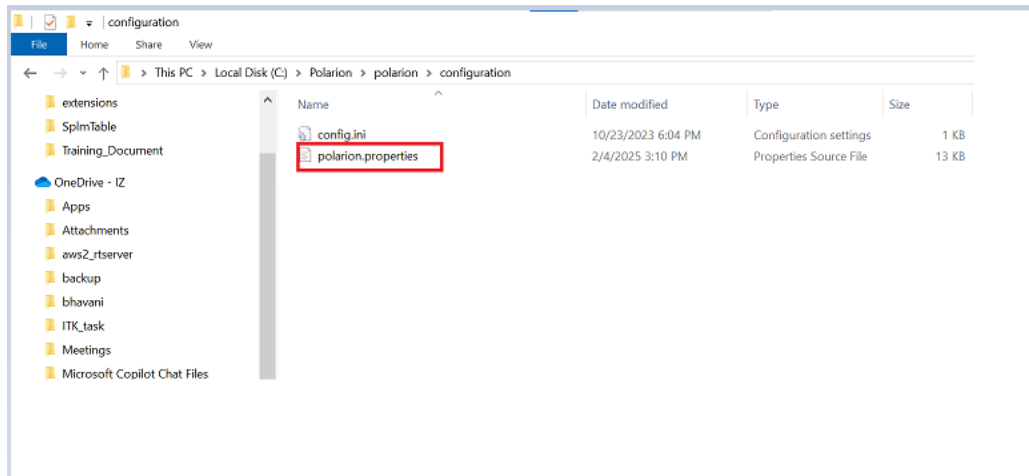 configuration
File Home Share View
This PC > Local Disk (C:) > Polarion > polarion > configuration
extensions
SplmTable
Training_Document
OneDrive - IZ
Apps
Attachments
aws2_rtserver
backup
bhavani
ITK_task
Meetings
Microsoft Copilot Chat Files
Name Date modified Type Size
config.ini 10/23/2023 6:04 PM Configuration settings 1 KB
polarion.properties 2/4/2025 3:10 PM Properties Source File 13 KB